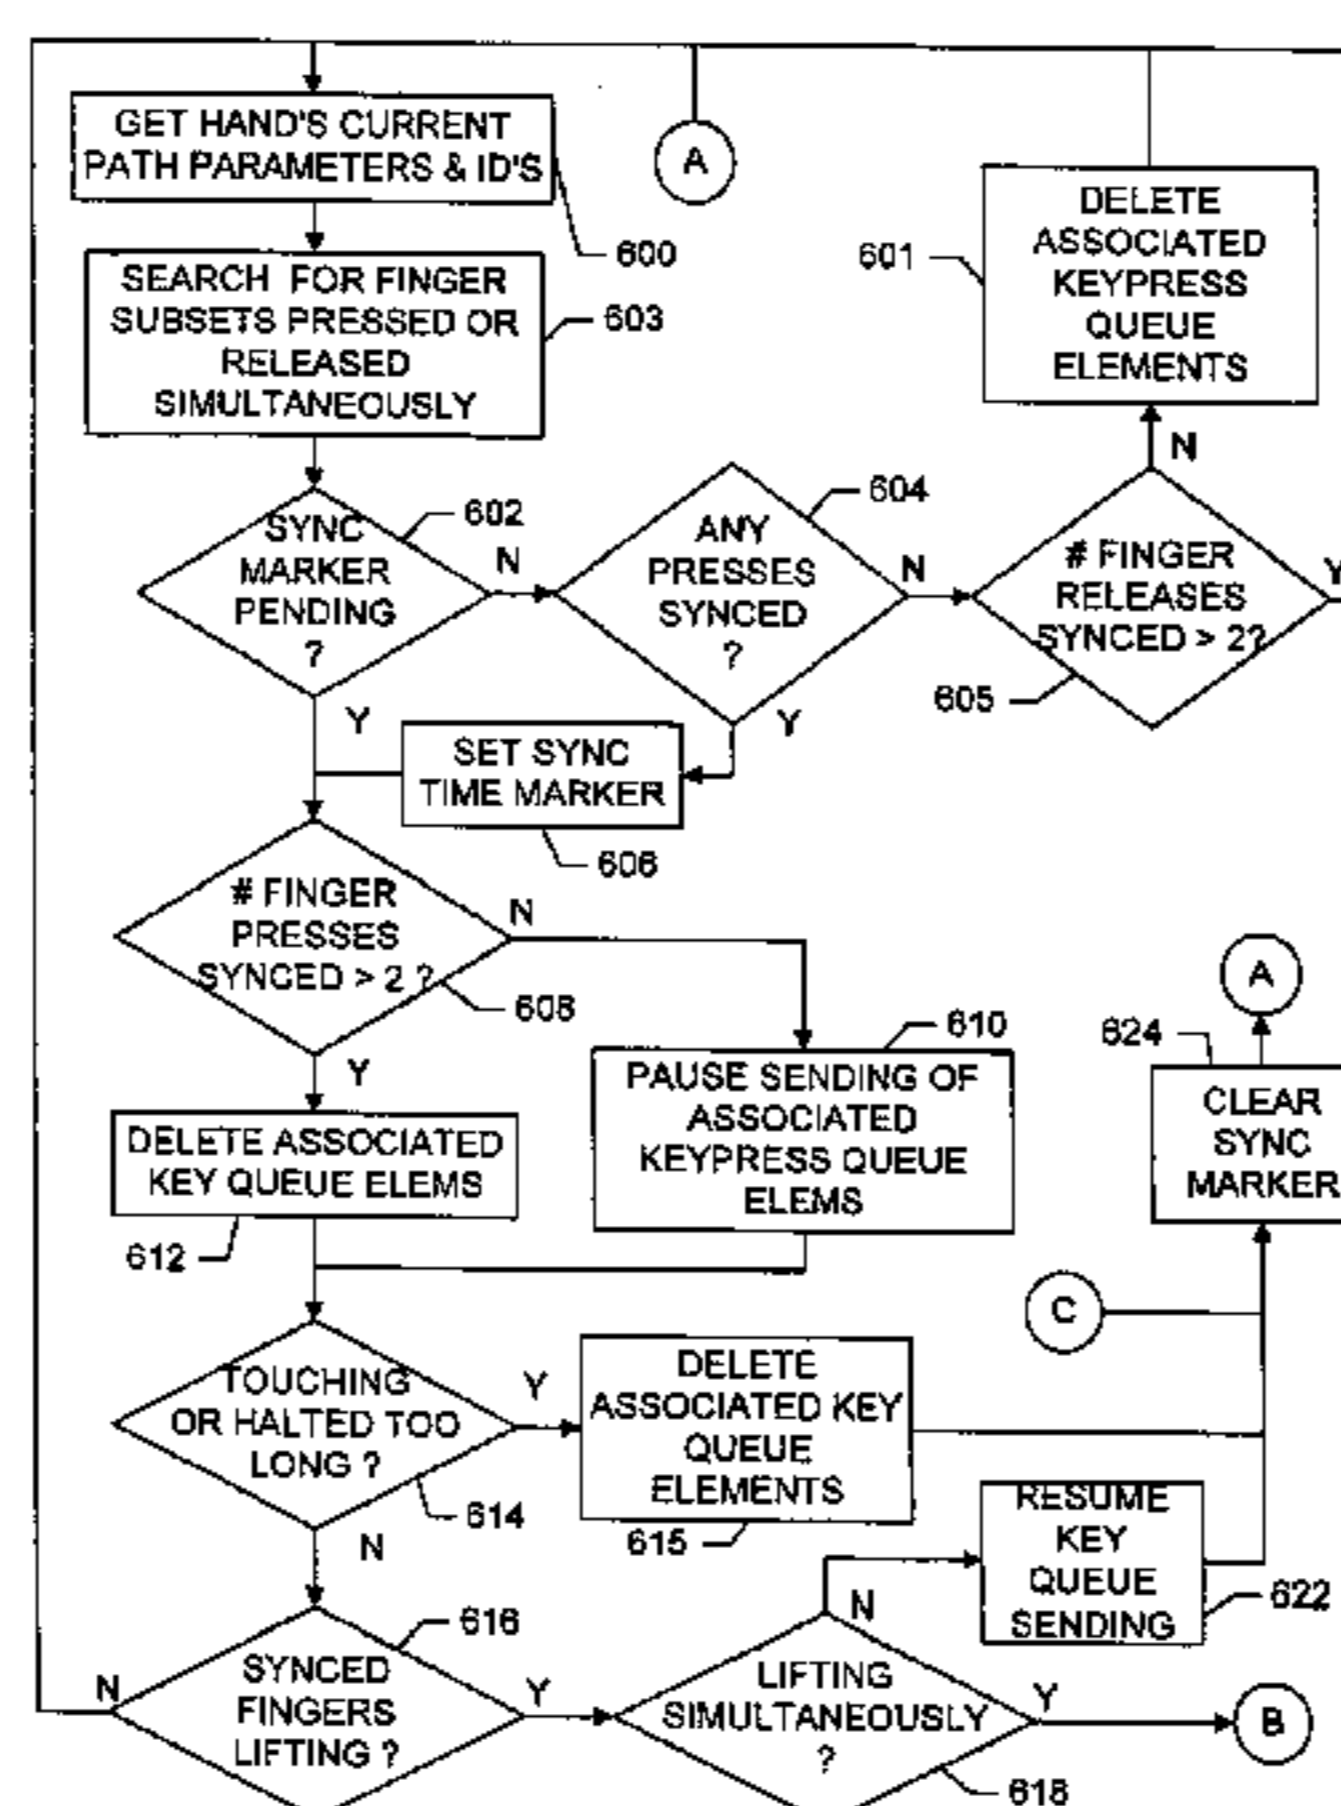 GET HAND'S CURRENT
PATH PARAMETERS & ID'S
600
A
DELETE
ASSOCIATED
KEYPRESS
QUEUE
ELEMENTS
601
SEARCH FOR FINGER
SUBSETS PRESSED OR
RELEASED
SIMULTANEOUSLY
603
SYNC
MARKER
PENDING
?
602
N
Y
ANY
PRESSES
SYNCED
?
604
N
Y
# FINGER
RELEASES
SYNCED > 2?
605
N
Y
SET SYNC
TIME MARKER
606
# FINGER
PRESSES
SYNCED > 2 ?
608
N
Y
PAUSE SENDING OF
ASSOCIATED
KEYPRESS QUEUE
ELEMS
610
A
624
CLEAR
SYNC
MARKER
DELETE ASSOCIATED
KEY QUEUE ELEMS
612
C
TOUCHING
OR HALTED TOO
LONG ?
614
Y
N
DELETE
ASSOCIATED KEY
QUEUE
ELEMENTS
615
RESUME
KEY
QUEUE
SENDING
622
SYNCED
FINGERS
LIFTING ?
616
N
Y
LIFTING
SIMULTANEOUSLY
?
618
N
Y
B